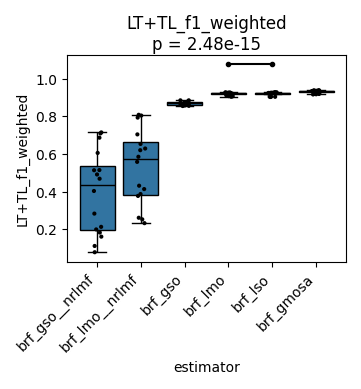 LT+TL_f1_weighted
p = 2.48e-15
LT+TL_f1_weighted
1.0
0.8
0.6
0.4
0.2
brf_gso__nrlmf
brf_lmo__nrlmf
brf_gso
brf_lmo
brf_lso
brf_gmosa
estimator